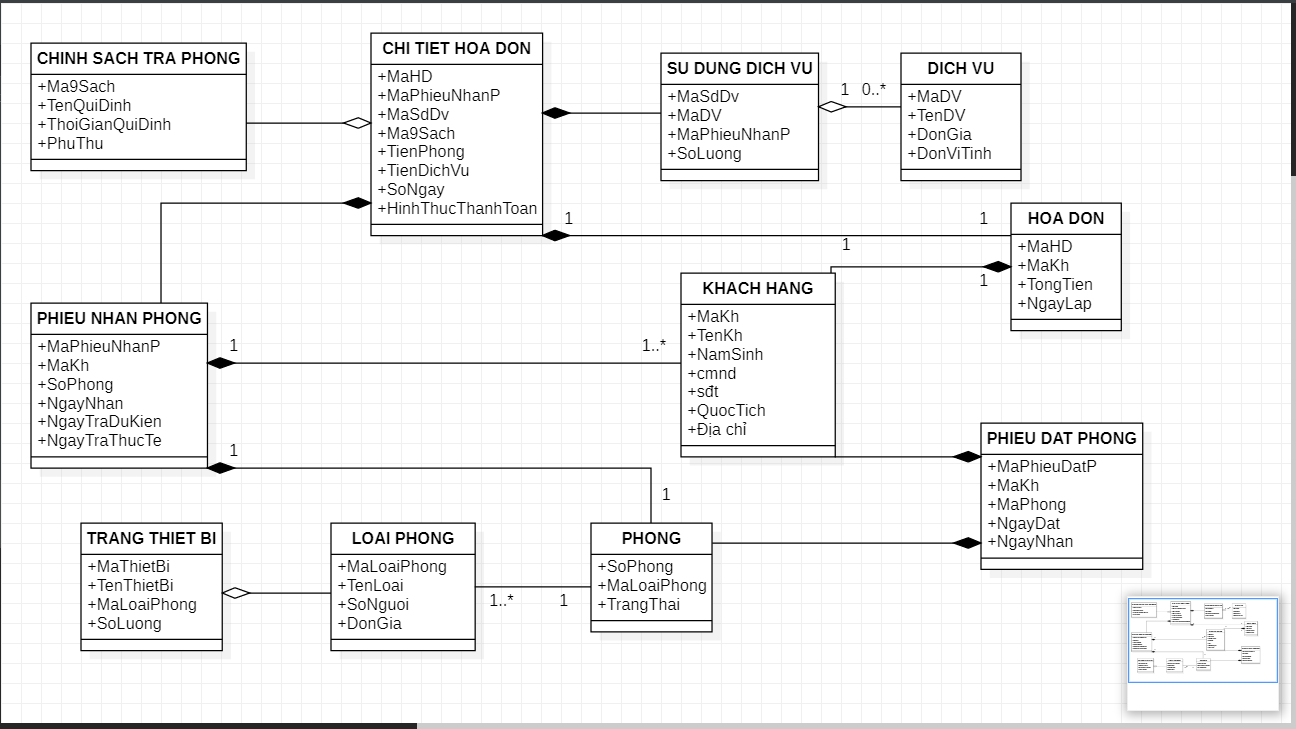 CHINH SACH TRA PHONG
+Ma9Sach
+TenQuiDinh
+ThoiGianQuiDinh
+PhuThu
CHI TIET HOA DON
+MaHD
+MaPhieuNhanP
+MaSdDv
+Ma9Sach
+TienPhong
+TienDichVu
+SoNgay
+HinhThucThanhToan
SU DUNG DICH VU
+MaSdDv
+MaDV
+MaPhieuNhanP
+SoLuong
1 0..*
DICH VU
+MaDV
+TenDV
+DonGia
+DonViTinh
1
1
HOA DON
+MaHD
+MaKh
+TongTien
+NgayLap
1
1
KHACH HANG
+MaKh
+TenKh
+NamSinh
+cmnd
+sđt
+QuocTich
+Địa chỉ
PHIEU NHAN PHONG
+MaPhieuNhanP
+MaKh
+SoPhong
+NgayNhan
+NgayTraDuKien
+NgayTraThucTe
1
1..*
1
1
PHIEU DAT PHONG
+MaPhieuDatP
+MaKh
+MaPhong
+NgayDat
+NgayNhan
TRANG THIET BI
+MaThietBi
+TenThietBi
+MaLoaiPhong
+SoLuong
LOAI PHONG
+MaLoaiPhong
+TenLoai
+SoNguoi
+DonGia
1..*
1
PHONG
+SoPhong
+MaLoaiPhong
+TrangThai